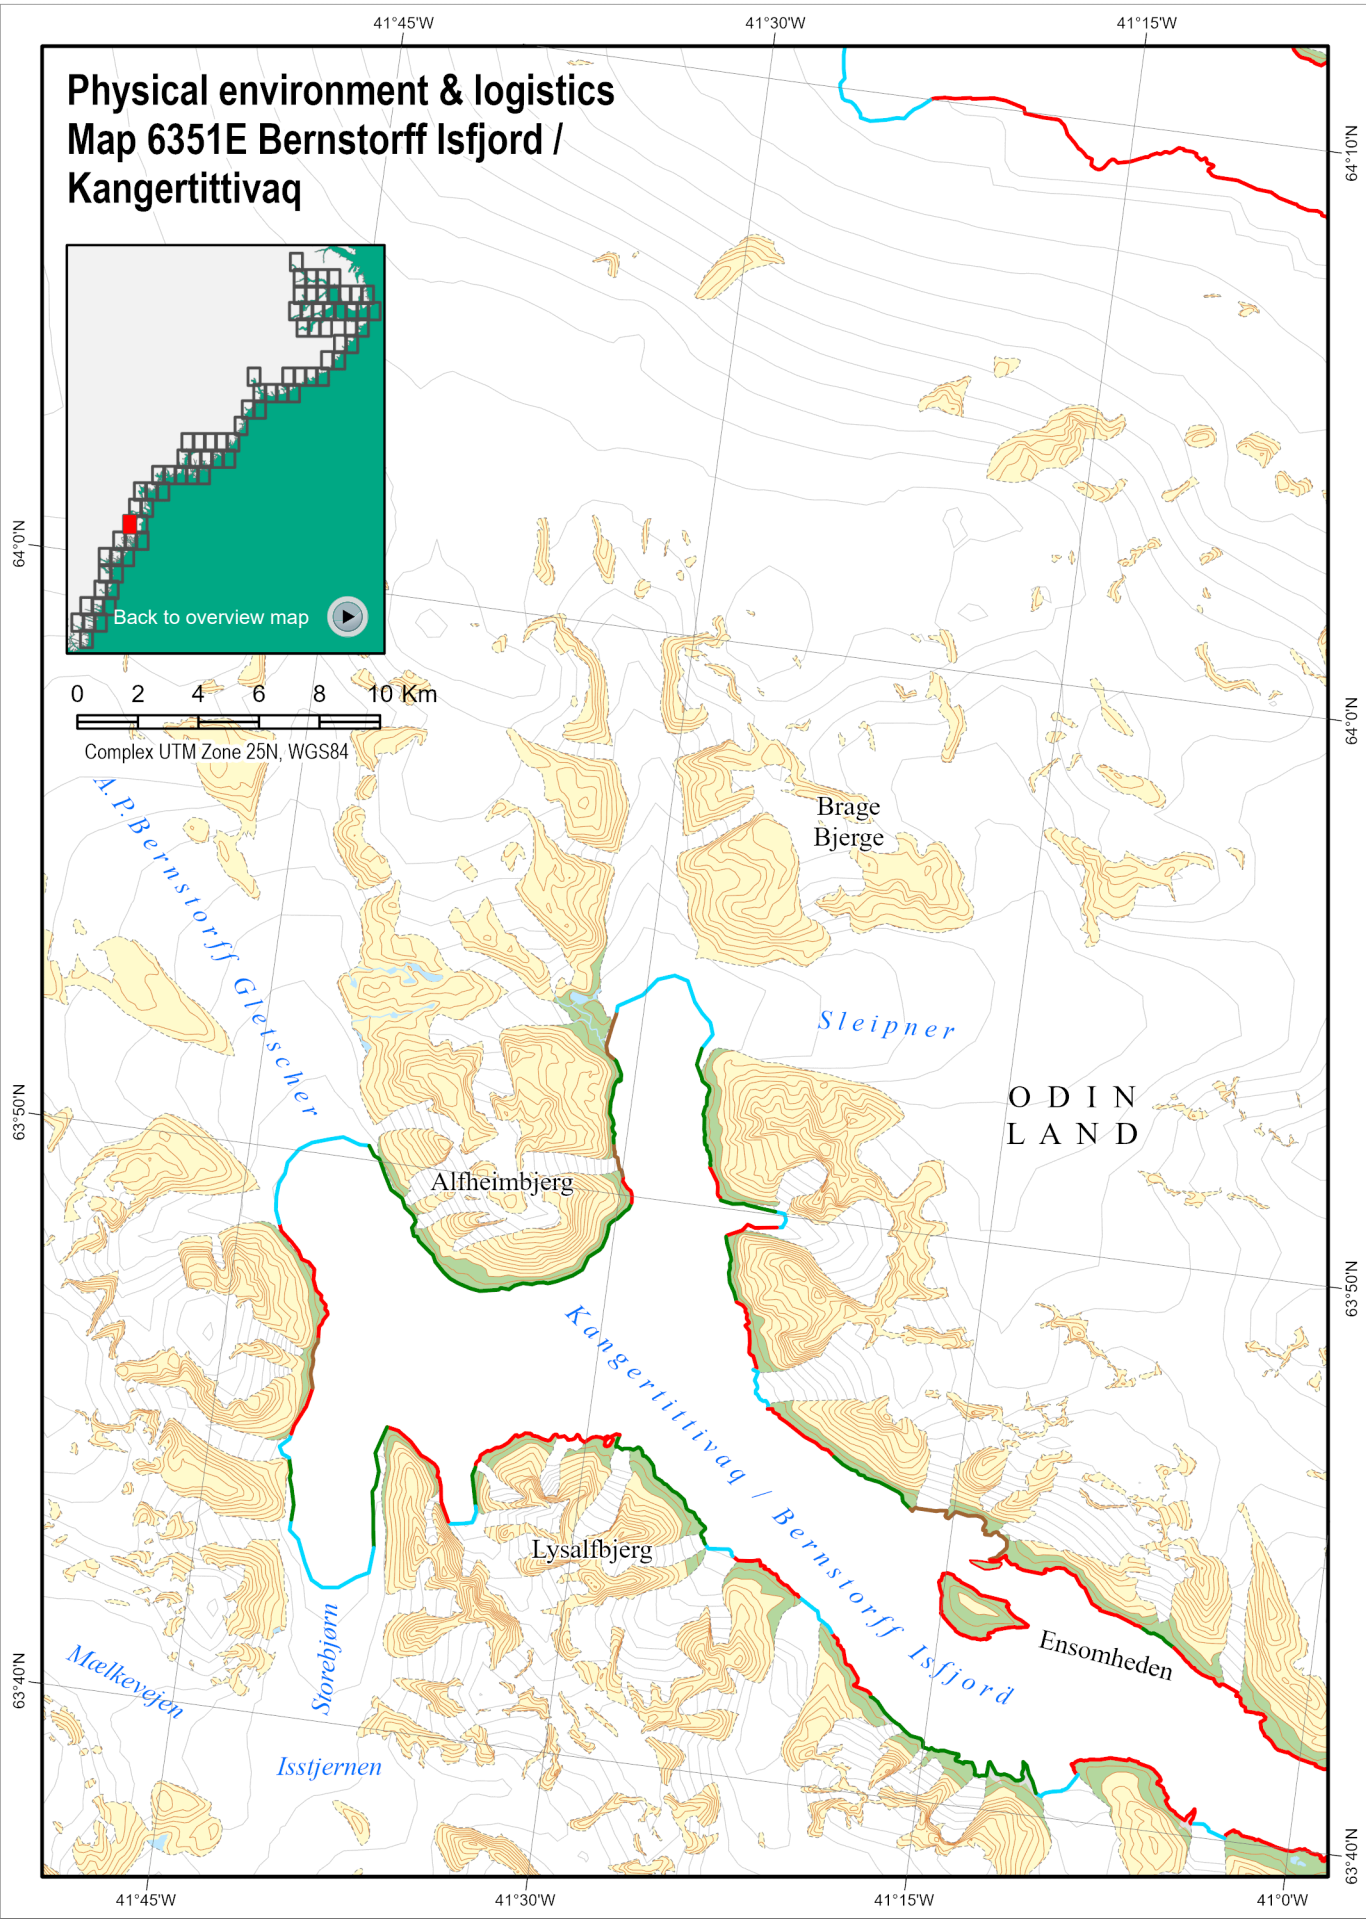 41°45'W
41°30'W
41°15'W
Physical environment & logistics
Map 6351E Bernstorff Isfjord /
Kangertittivaq
64°10'N
64°0'N
Back to overview map
0 2 4 6 8 10 Km
Complex UTM Zone 25N, WGS84
64°0'N
A.P.Bernstorff Gletscher
Brage
Bjerge
Sleipner
ODIN
LAND
63°50'N
Alfheimbjerg
63°50'N
Kangertittivaq / Bernstorff Isfjord
Lysalfbjerg
Ensomheden
Storebjørn
Mælkevejen
63°40'N
Isstjernen
63°40'N
41°45'W
41°30'W
41°15'W
41°0'W